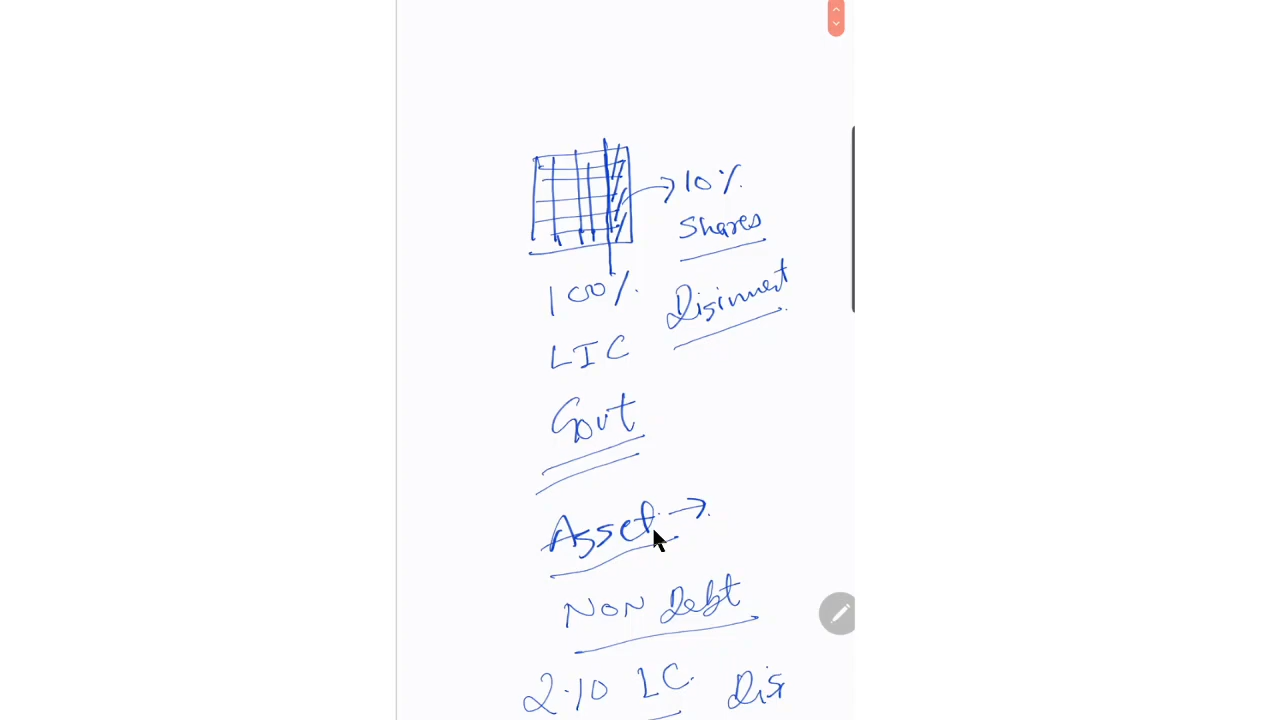 10%
Shares
100%
Disinvest
LIC
Govt
Asset →
NON Debt
2.10 LC Dis